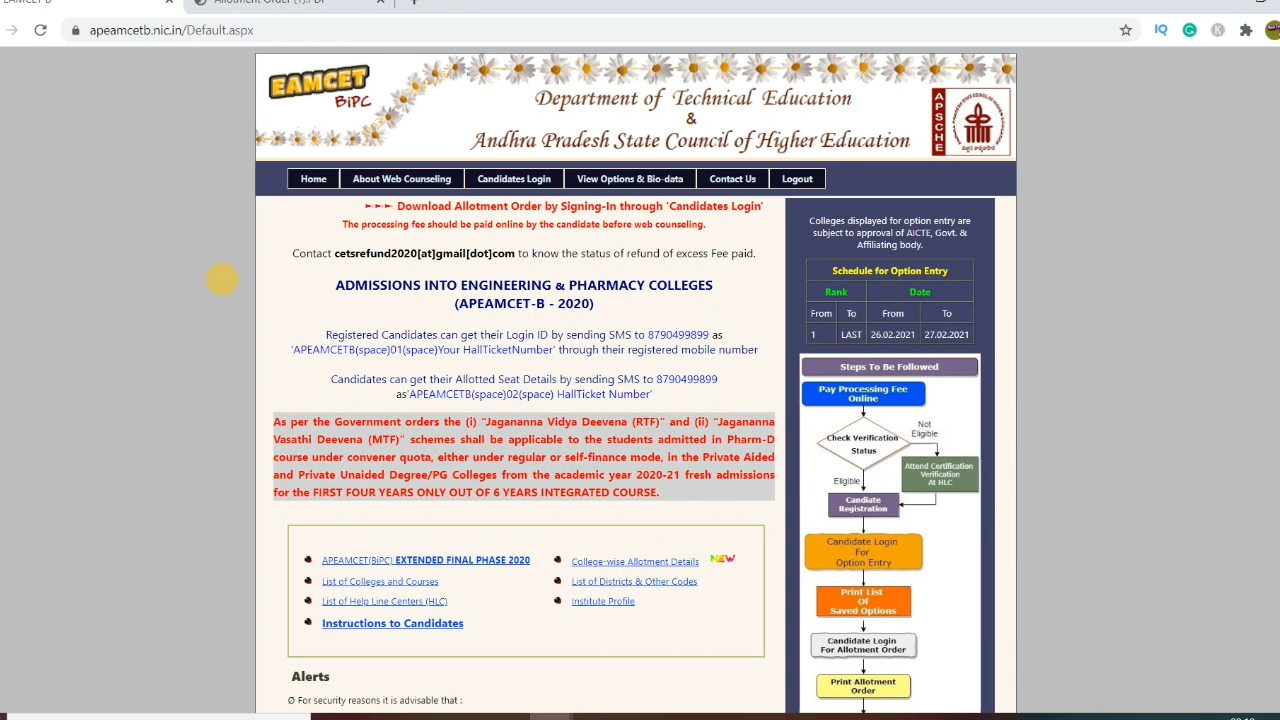 apeamcetb.nic.in/Default.aspx
EAMCET
BiPC
Department of Technical Education
&
Andhra Pradesh State Council of Higher Education
APSCHE
Home
About Web Counseling
Candidates Login
View Options & Bio-data
Contact Us
Logout
►►► Download Allotment Order by Signing-In through 'Candidates Login'
The processing fee should be paid online by the candidate before web counseling.
Contact cetsrefund2020[at]gmail[dot]com to know the status of refund of excess Fee paid.
ADMISSIONS INTO ENGINEERING & PHARMACY COLLEGES
(APEAMCET-B - 2020)
Registered Candidates can get their Login ID by sending SMS to 8790499899 as
'APEAMCETB(space)01(space)Your HallTicketNumber' through their registered mobile number
Candidates can get their Allotted Seat Details by sending SMS to 8790499899
as'APEAMCETB(space)02(space) HallTicket Number'
As per the Government orders the (i) “Jagananna Vidya Deevena (RTF)” and (ii) “Jagananna
Vasathi Deevena (MTF)” schemes shall be applicable to the students admitted in Pharm-D
course under convener quota, either under regular or self-finance mode, in the Private Aided
and Private Unaided Degree/PG Colleges from the academic year 2020-21 fresh admissions
for the FIRST FOUR YEARS ONLY OUT OF 6 YEARS INTEGRATED COURSE.
APEAMCET(BiPC) EXTENDED FINAL PHASE 2020
List of Colleges and Courses
List of Help Line Centers (HLC)
Instructions to Candidates
College-wise Allotment Details NEW
List of Districts & Other Codes
Institute Profile
Alerts
Ø For security reasons it is advisable that :
Colleges displayed for option entry are
subject to approval of AICTE, Govt. &
Affiliating body.
Schedule for Option Entry
Rank Date
From To From To
1 LAST 26.02.2021 27.02.2021
Steps To Be Followed
Pay Processing Fee
Online
Not
Eligible
Check Verification
Status
Attend Certification
Verification
At HLC
Eligible
Candiate
Registration
Candidate Login
For
Option Entry
Print List
Of
Saved Options
Candidate Login
For Allotment Order
Print Allotment
Order